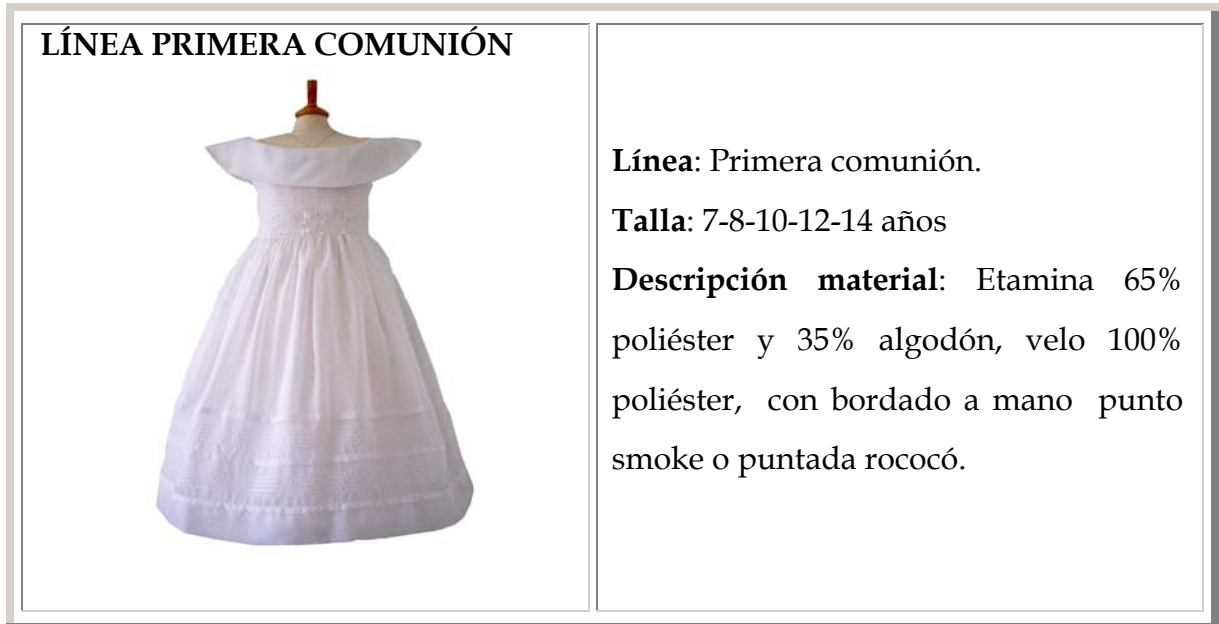 LÍNEA PRIMERA COMUNIÓN
Línea: Primera comunión.
Talla: 7-8-10-12-14 años
Descripción material: Etamina 65%
poliéster y 35% algodón, velo 100%
poliéster, con bordado a mano punto
smoke o puntada rococó.